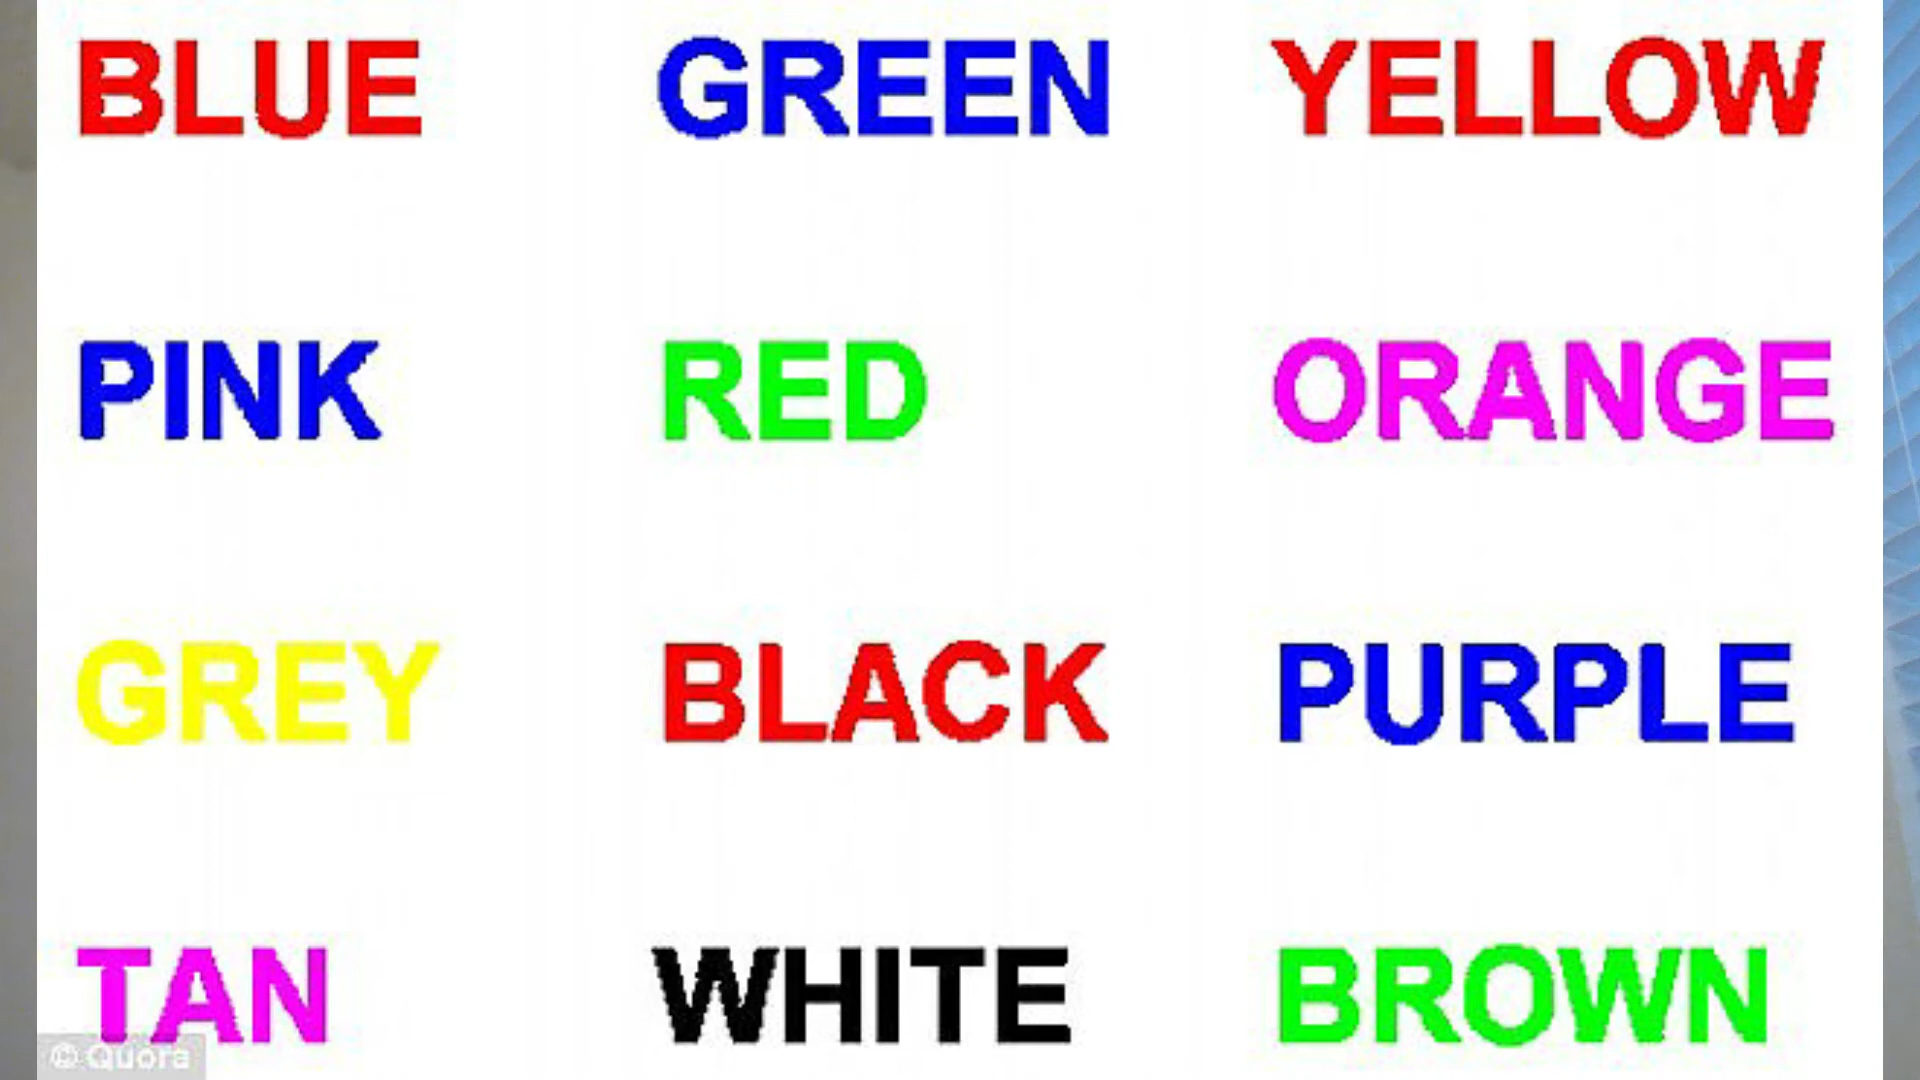 BLUE GREEN YELLOW
PINK RED ORANGE
GREY BLACK PURPLE
TAN WHITE BROWN
© Quora